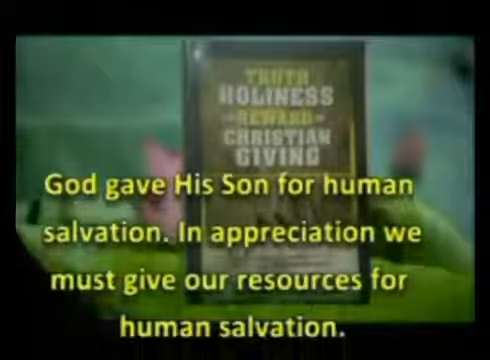 TRUTH
HOLINESS
REWARD
CHRISTIAN
GIVING
God gave His Son for human
salvation. In appreciation we
must give our resources for
human salvation.